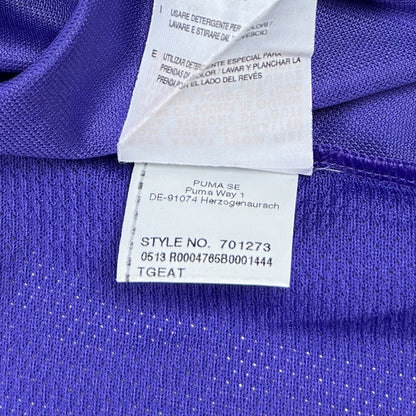 I USARE DETERGENTE PER COLORI /
LAVARE E STIRARE DAL ROVESCIO
E UTILIZAR DETERGENTE ESPECIAL PARA
PRENDAS DE COLOR / LAVAR Y PLANCHAR LA
PRENDA POR EL LADO DEL REVÉS
PUMA SE
Puma Way 1
DE-91074 Herzogenaurach
STYLE NO. 701273
0513 R0004765B0001444
TGEAT